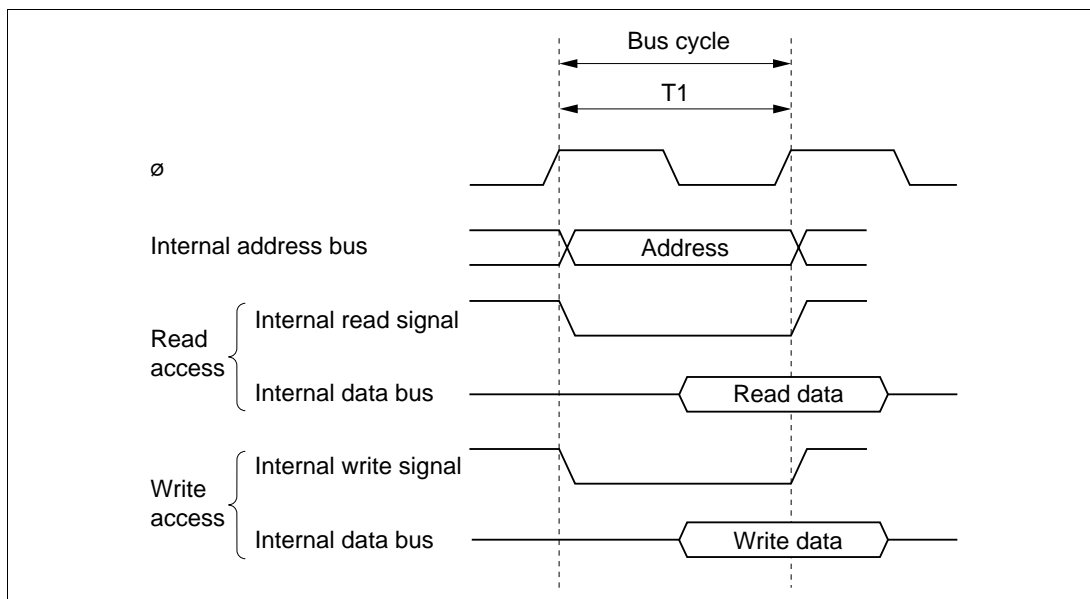 Bus cycle
T1
ø
Internal address bus
Address
Read
access
Internal read signal
Internal data bus
Read data
Write
access
Internal write signal
Internal data bus
Write data